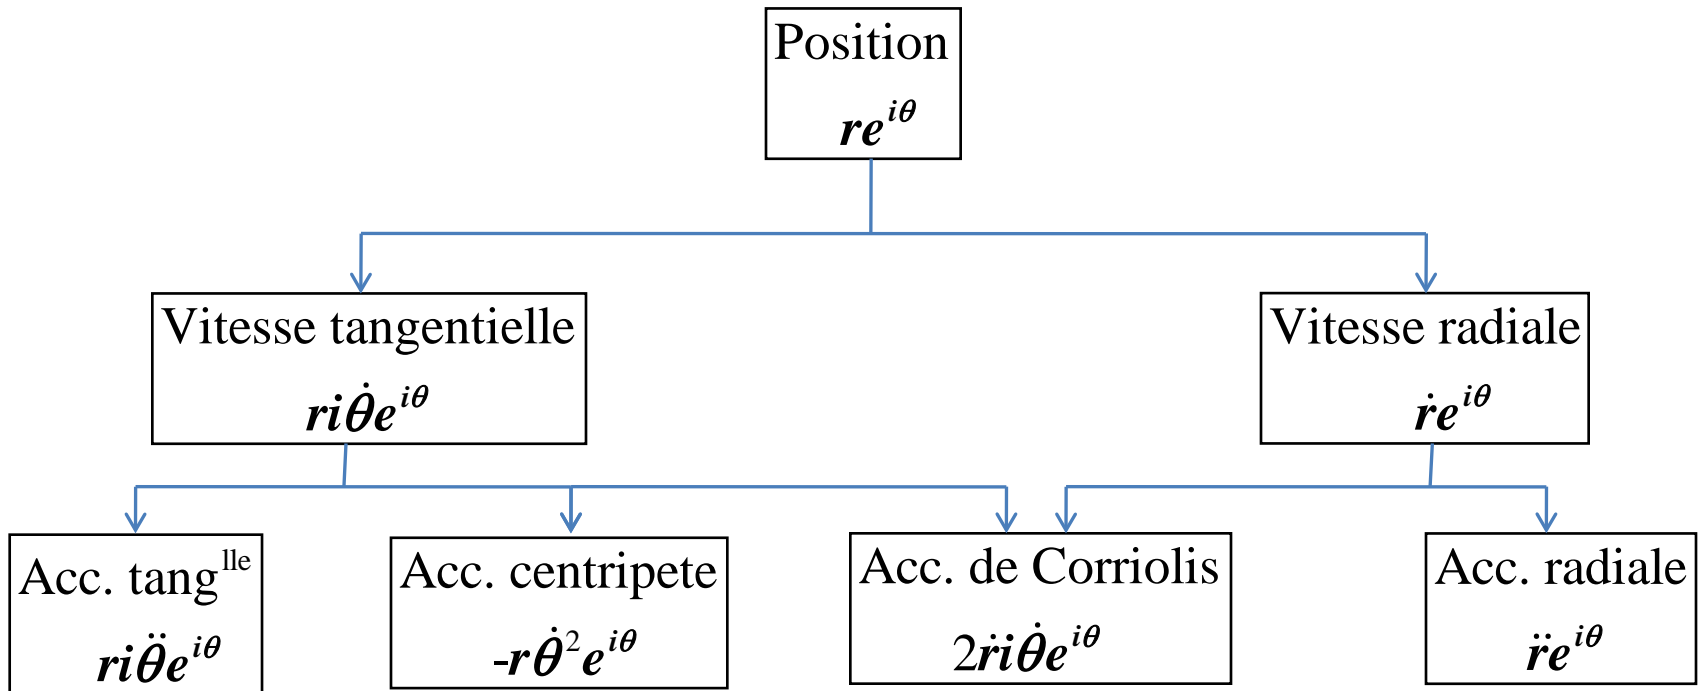 Position
re^{iθ}
Vitesse tangentielle
riθ̇e^{iθ}
Vitesse radiale
ṙe^{iθ}
Acc. tang^{lle}
riθ̈e^{iθ}
Acc. centripete
-rθ̇²e^{iθ}
Acc. de Corriolis
2ṙiθ̇e^{iθ}
Acc. radiale
r̈e^{iθ}